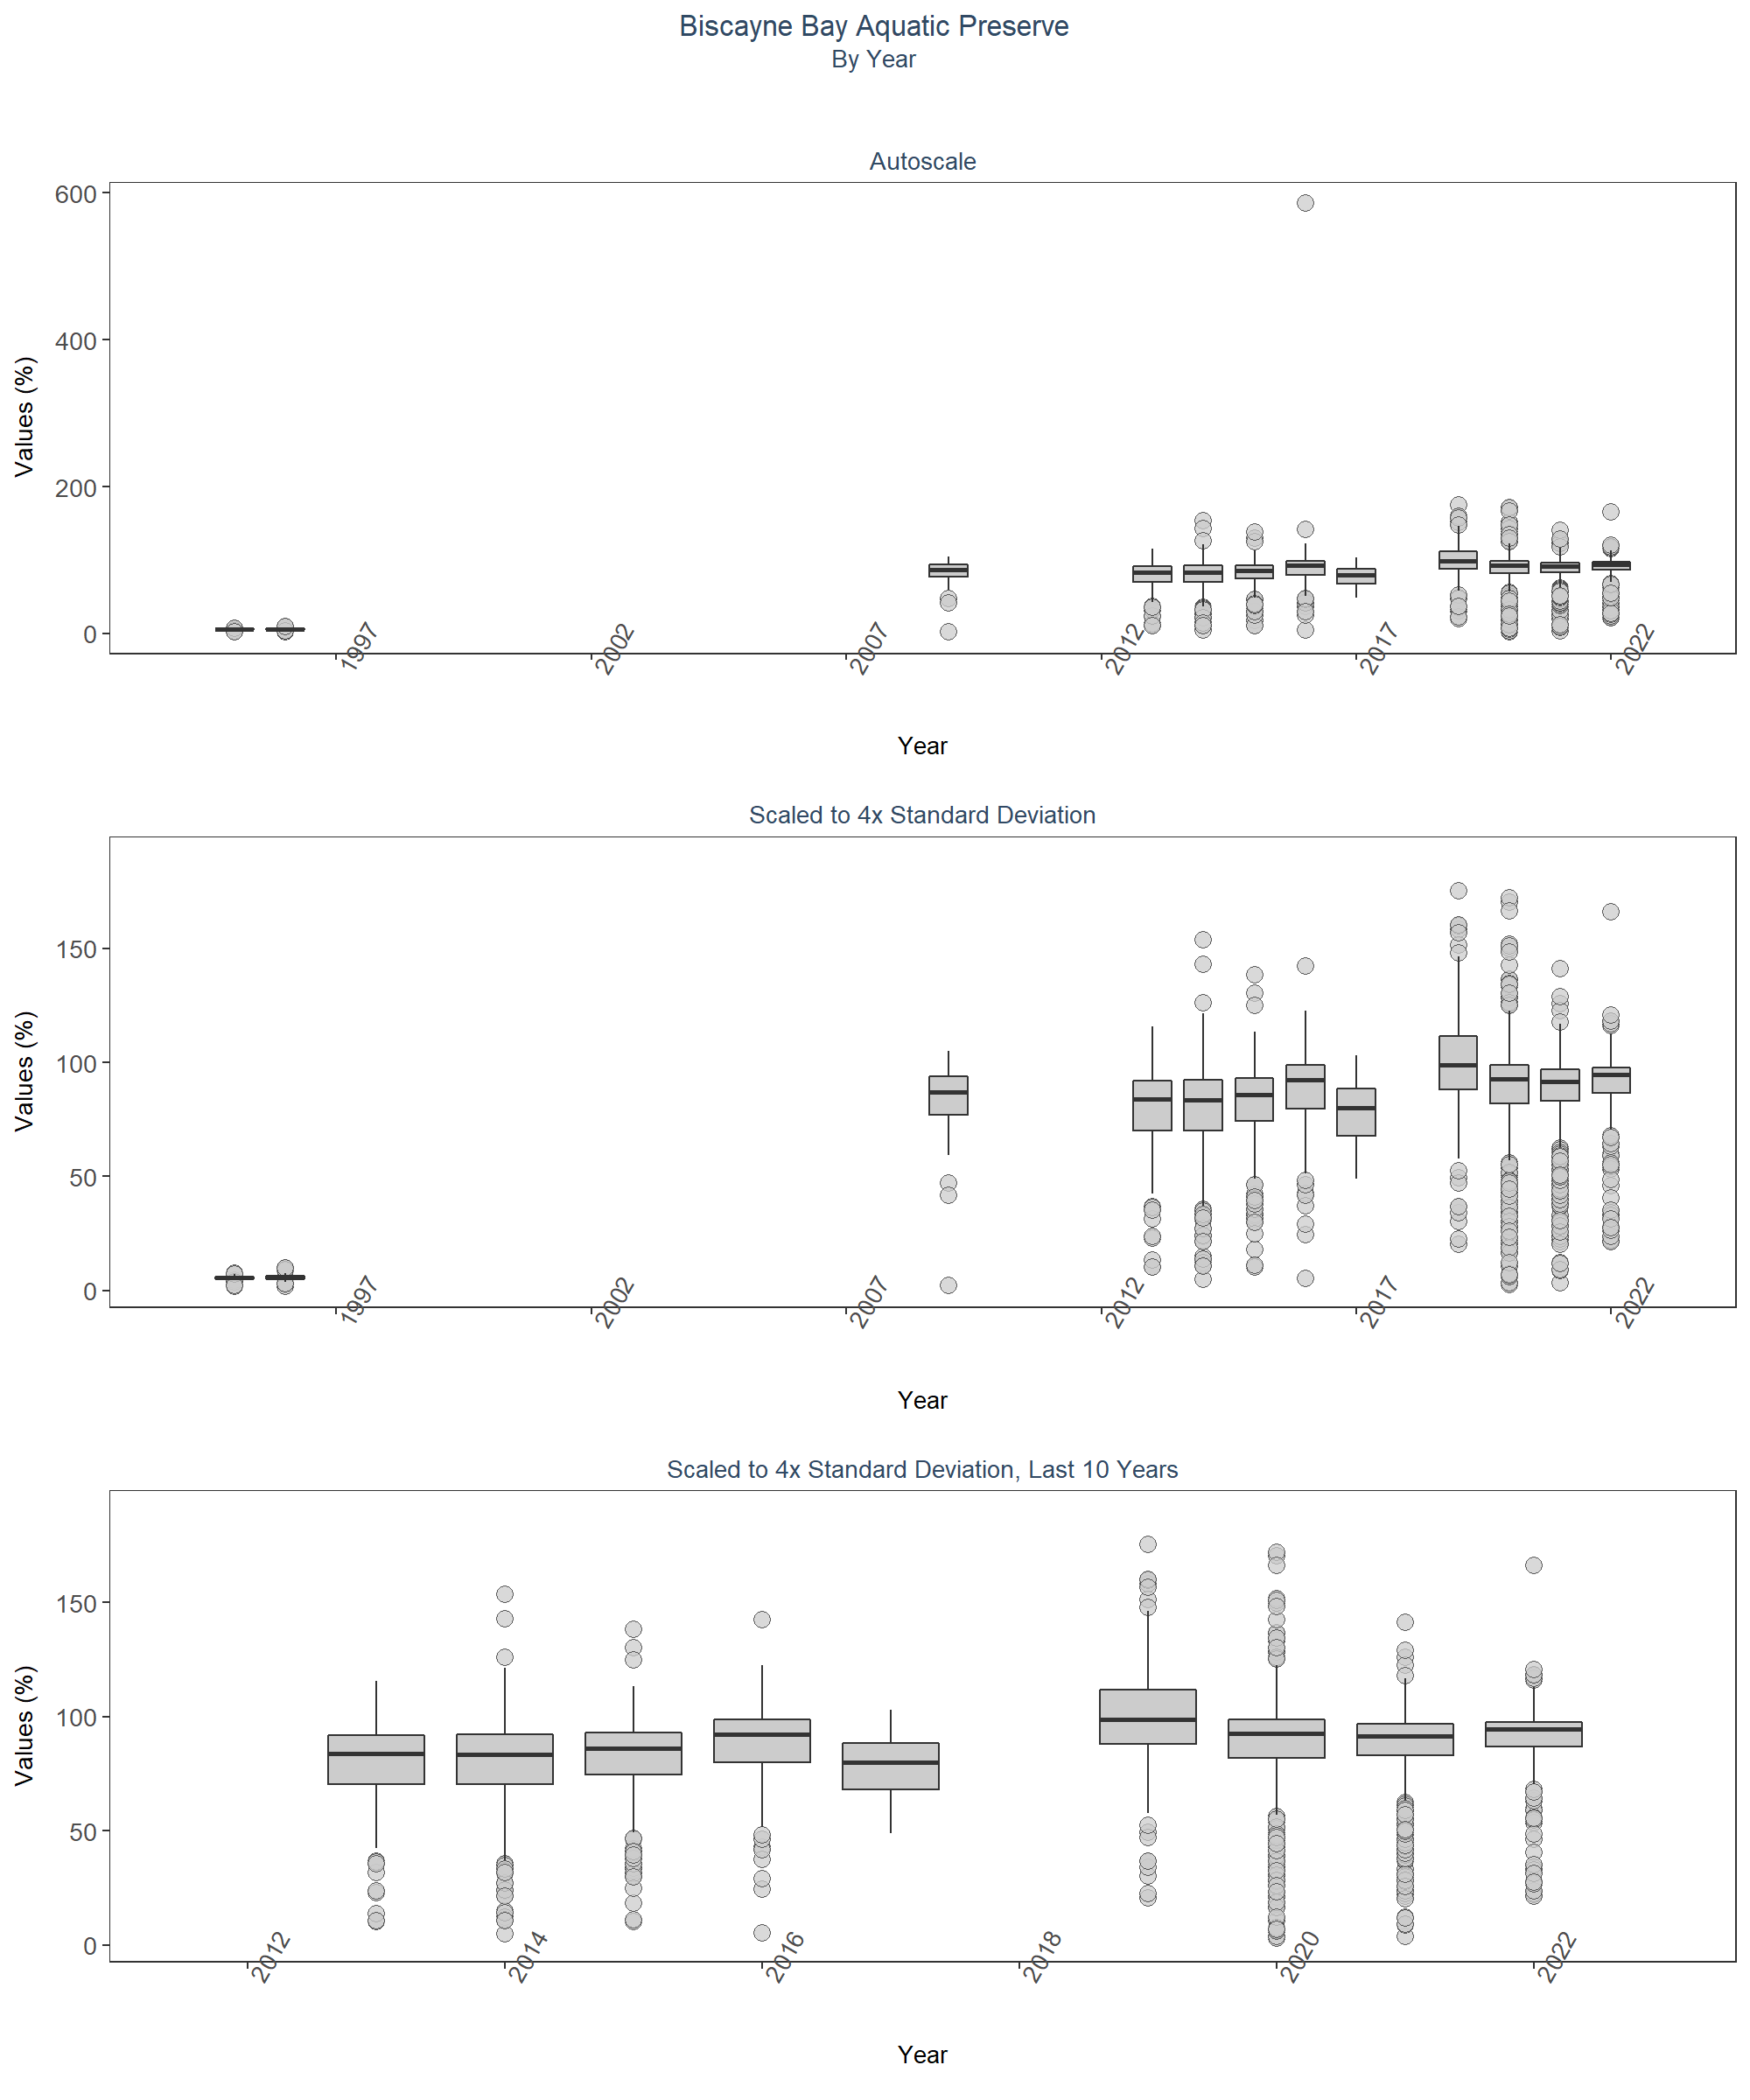 Biscayne Bay Aquatic Preserve
By Year
Autoscale
Values (%)
600
400
200
0
1997
2002
2007
2012
2017
2022
Year
Scaled to 4x Standard Deviation
Values (%)
150
100
50
0
1997
2002
2007
2012
2017
2022
Year
Scaled to 4x Standard Deviation, Last 10 Years
Values (%)
150
100
50
0
2012
2014
2016
2018
2020
2022
Year